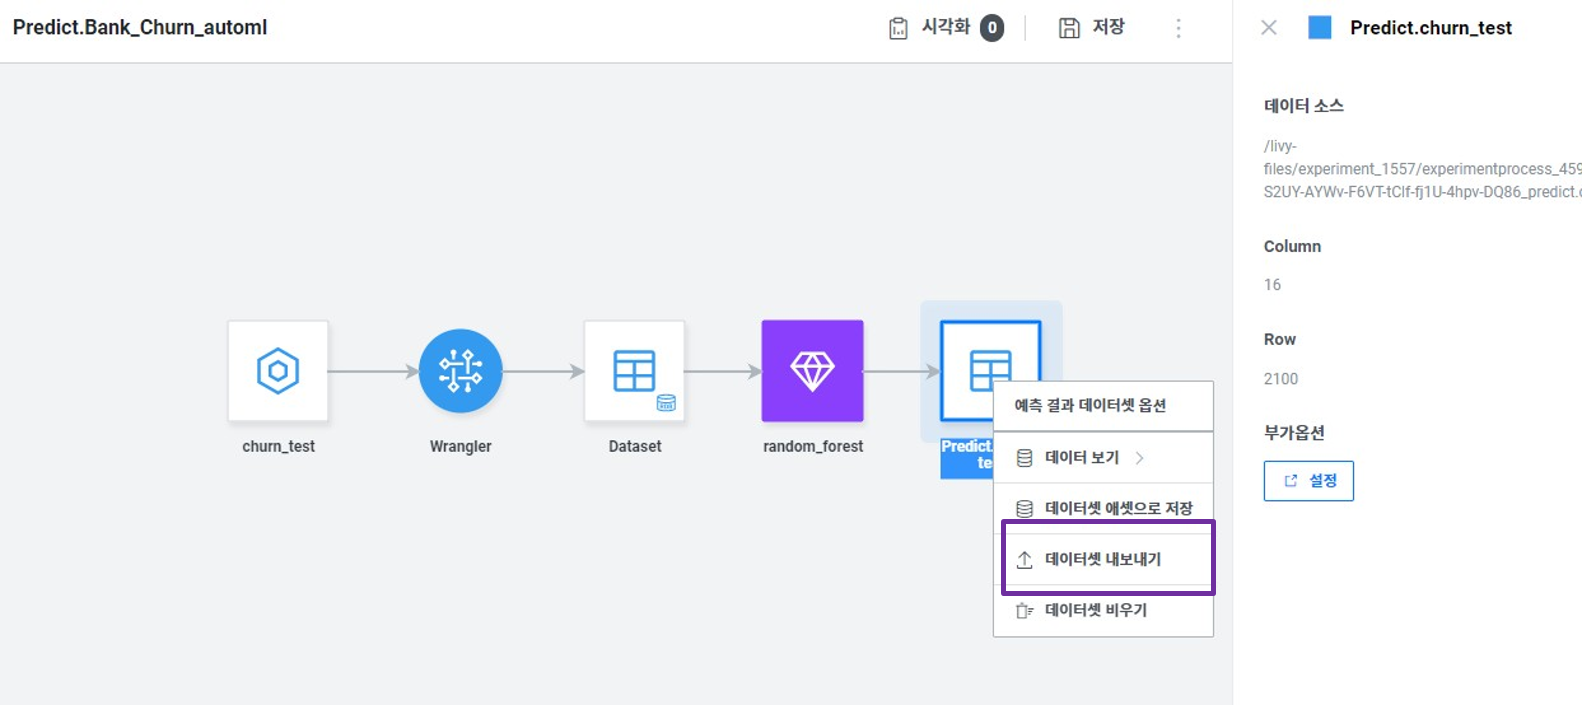 Predict.Bank_Churn_automl
시각화 0
저장
churn_test
Wrangler
Dataset
random_forest
Predict.
te
예측 결과 데이터셋 옵션
데이터 보기
데이터셋 애셋으로 저장
데이터셋 내보내기
데이터셋 비우기
Predict.churn_test
데이터 소스
/livy-
files/experiment_1557/experimentprocess_459
S2UY-AYWv-F6VT-tClf-fj1U-4hpv-DQ86_predict.
Column
16
Row
2100
부가옵션
설정